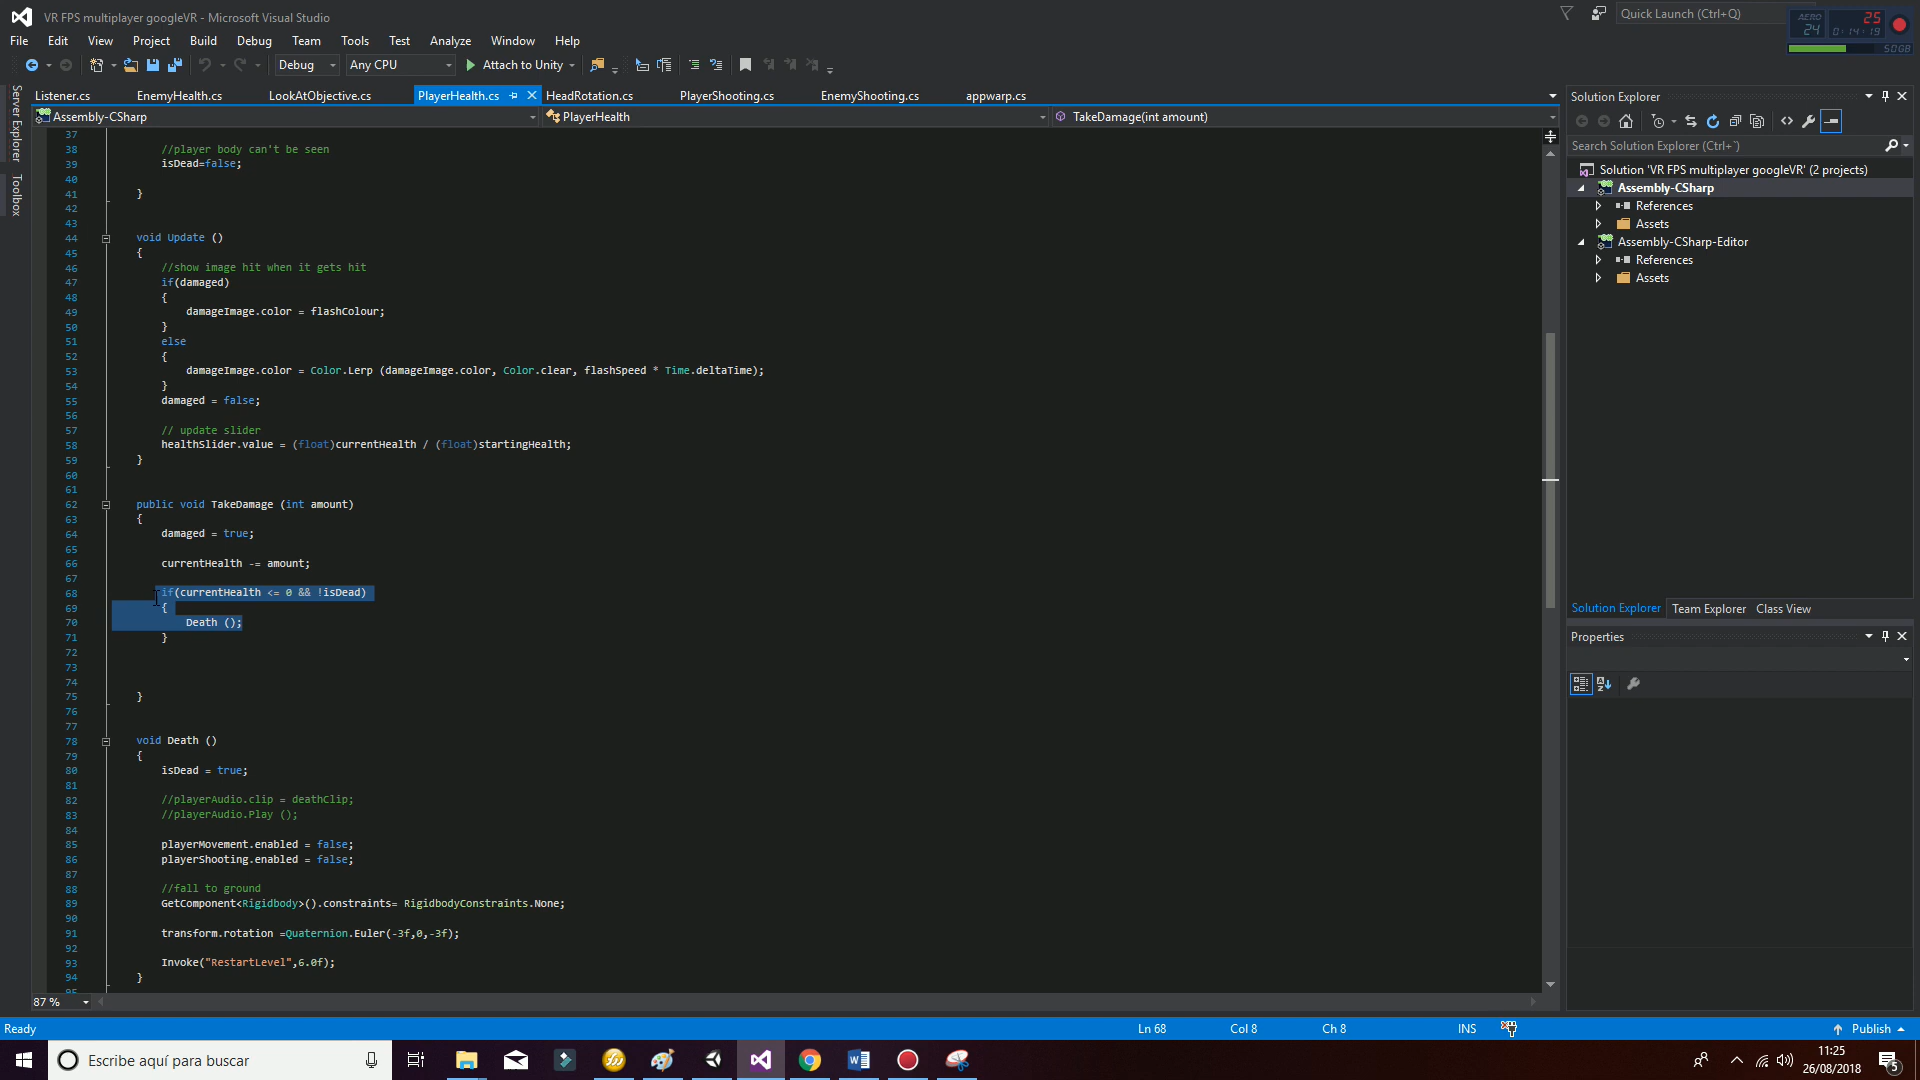 VR FPS multiplayer googleVR - Microsoft Visual Studio
Quick Launch (Ctrl+Q)
AERO 24 25 0:14:19 50GB
File Edit View Project Build Debug Team Tools Test Analyze Window Help
Debug Any CPU Attach to Unity
Server Explorer
Toolbox
Listener.cs EnemyHealth.cs LookAtObjective.cs PlayerHealth.cs HeadRotation.cs PlayerShooting.cs EnemyShooting.cs appwarp.cs
Assembly-CSharp PlayerHealth TakeDamage(int amount)
37
38 //player body can't be seen
39 isDead=false;
40
41 }
42
43
44 void Update ()
45 {
46 //show image hit when it gets hit
47 if(damaged)
48 {
49 damageImage.color = flashColour;
50 }
51 else
52 {
53 damageImage.color = Color.Lerp (damageImage.color, Color.clear, flashSpeed * Time.deltaTime);
54 }
55 damaged = false;
56
57 // update slider
58 healthSlider.value = (float)currentHealth / (float)startingHealth;
59 }
60
61
62 public void TakeDamage (int amount)
63 {
64 damaged = true;
65
66 currentHealth -= amount;
67
68 if(currentHealth <= 0 && !isDead)
69 {
70 Death ();
71 }
72
73
74
75 }
76
77
78 void Death ()
79 {
80 isDead = true;
81
82 //playerAudio.clip = deathClip;
83 //playerAudio.Play ();
84
85 playerMovement.enabled = false;
86 playerShooting.enabled = false;
87
88 //fall to ground
89 GetComponent<Rigidbody>().constraints= RigidbodyConstraints.None;
90
91 transform.rotation =Quaternion.Euler(-3f,0,-3f);
92
93 Invoke("RestartLevel",6.0f);
94 }
95
87 %
Solution Explorer
Search Solution Explorer (Ctrl+`)
Solution 'VR FPS multiplayer googleVR' (2 projects)
Assembly-CSharp
References
Assets
Assembly-CSharp-Editor
References
Assets
Solution Explorer Team Explorer Class View
Properties
Ready Ln 68 Col 8 Ch 8 INS Publish
Escribe aquí para buscar
11:25
26/08/2018
5